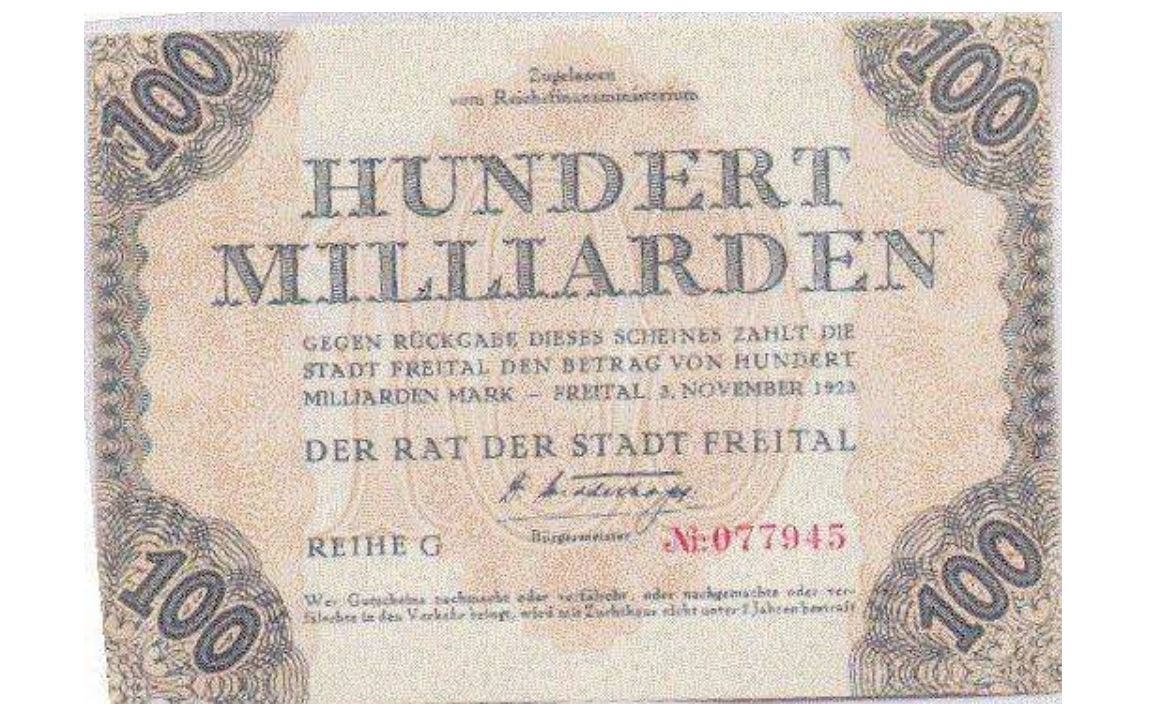 100
100
Zugelassen
vom Reichsfinanzministerium
HUNDERT
MILLIARDEN
GEGEN RÜCKGABE DIESES SCHEINES ZAHLT DIE
STADT FREITAL DEN BETRAG VON HUNDERT
MILLIARDEN MARK – FREITAL, 3. NOVEMBER 1923
DER RAT DER STADT FREITAL
Bürgermeister
REIHE G
№:077945
Wer Gutscheine nachmacht oder verfälscht, oder nachgemachte oder ver-
fälschte in den Verkehr bringt, wird mit Zuchthaus nicht unter 2 Jahren bestraft
100
100